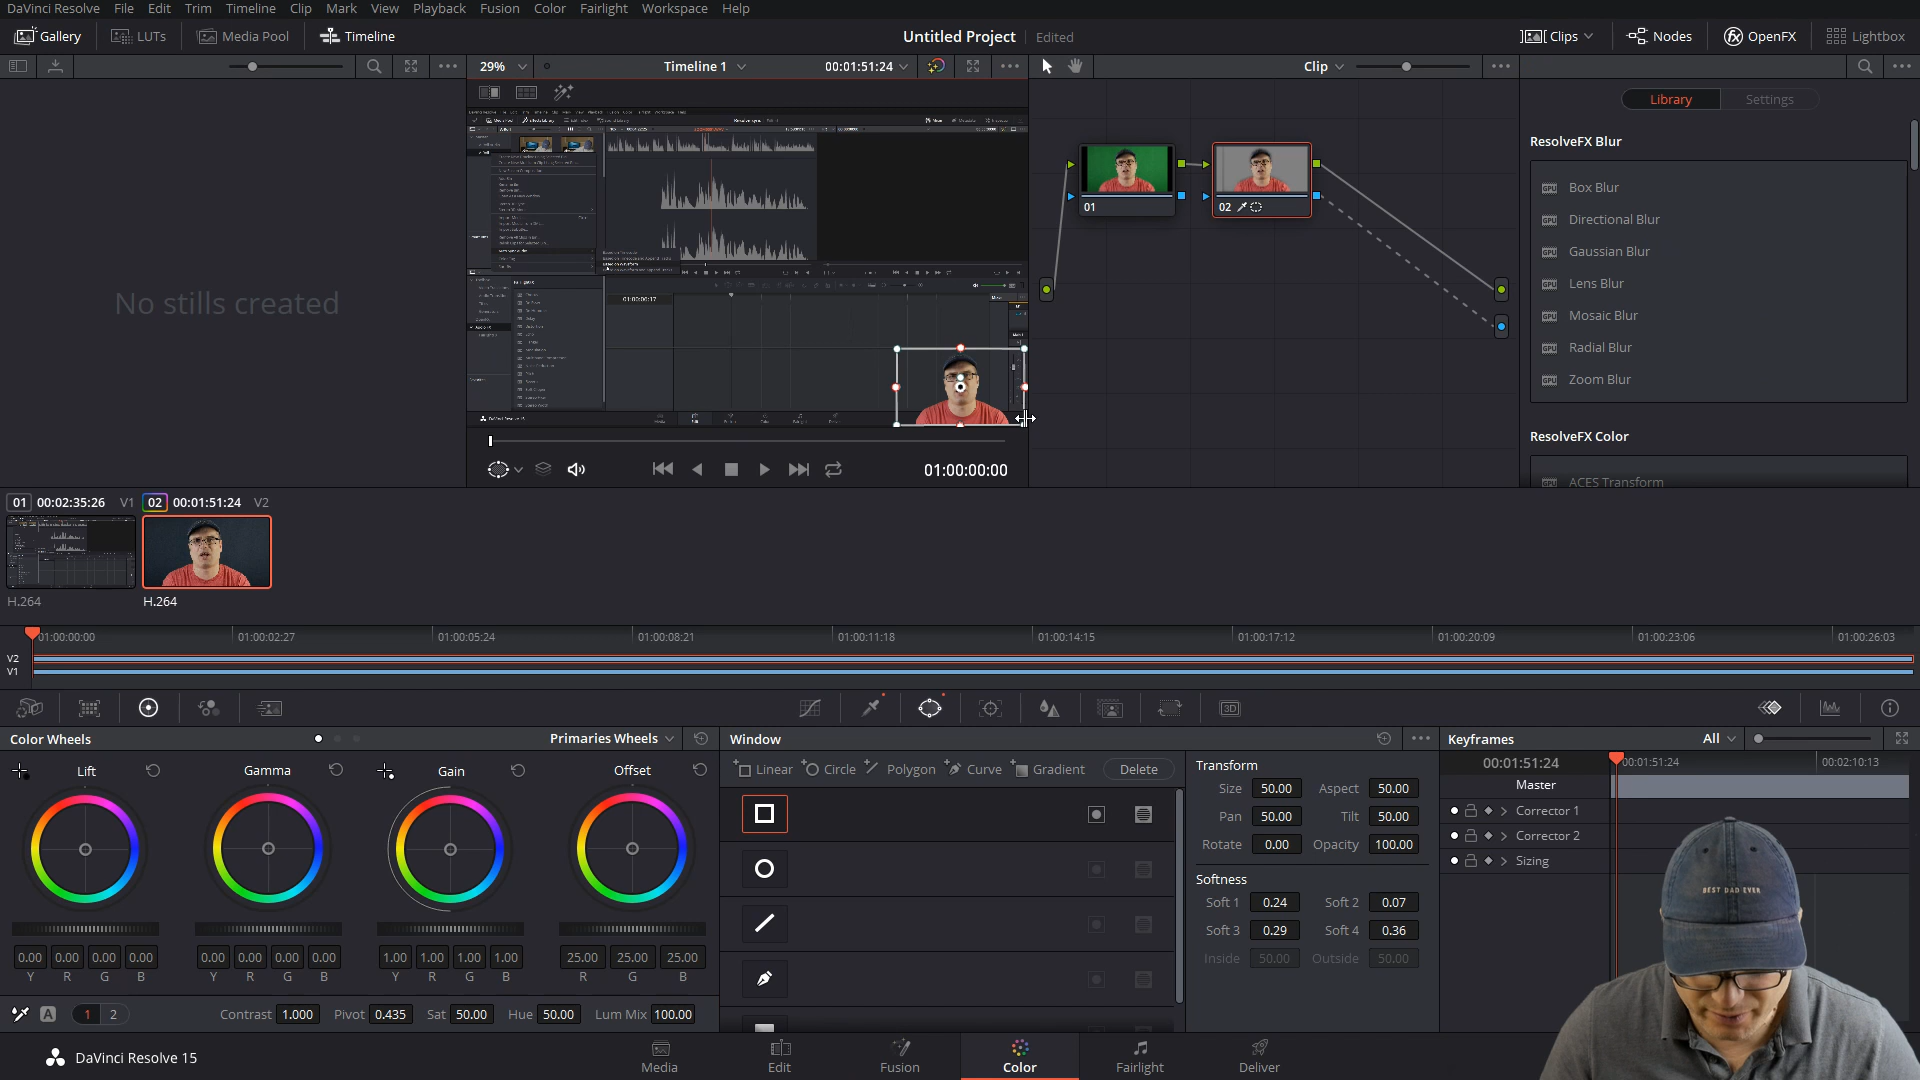 DaVinci Resolve File Edit Trim Timeline Clip Mark View Playback Fusion Color Fairlight Workspace Help
Gallery LUTs Media Pool Timeline Untitled Project Edited Clips Nodes OpenFX Lightbox
29% Timeline 1 00:01:51:24 Clip
Library Settings
ResolveFX Blur
Box Blur
Directional Blur
Gaussian Blur
Lens Blur
Mosaic Blur
Radial Blur
Zoom Blur
ResolveFX Color
ACES Transform
No stills created
01 02
01:00:00:17
01:00:00:00
01 00:02:35:26 V1 02 00:01:51:24 V2
H.264 H.264
01:00:00:00 01:00:02:27 01:00:05:24 01:00:08:21 01:00:11:18 01:00:14:15 01:00:17:12 01:00:20:09 01:00:23:06 01:00:26:03
V2
V1
3D
Color Wheels Primaries Wheels Window Keyframes All
Lift Gamma Gain Offset
0.00 0.00 0.00 0.00 0.00 0.00 0.00 0.00 1.00 1.00 1.00 1.00 25.00 25.00 25.00
Y R G B Y R G B Y R G B R G B
A 1 2 Contrast 1.000 Pivot 0.435 Sat 50.00 Hue 50.00 Lum Mix 100.00
Linear Circle Polygon Curve Gradient Delete
Transform
Size 50.00 Aspect 50.00
Pan 50.00 Tilt 50.00
Rotate 0.00 Opacity 100.00
Softness
Soft 1 0.24 Soft 2 0.07
Soft 3 0.29 Soft 4 0.36
Inside 50.00 Outside 50.00
00:01:51:24 00:01:51:24 00:02:10:13
Master
Corrector 1
Corrector 2
Sizing
BEST DAD EVER
DaVinci Resolve 15 Media Edit Fusion Color Fairlight Deliver